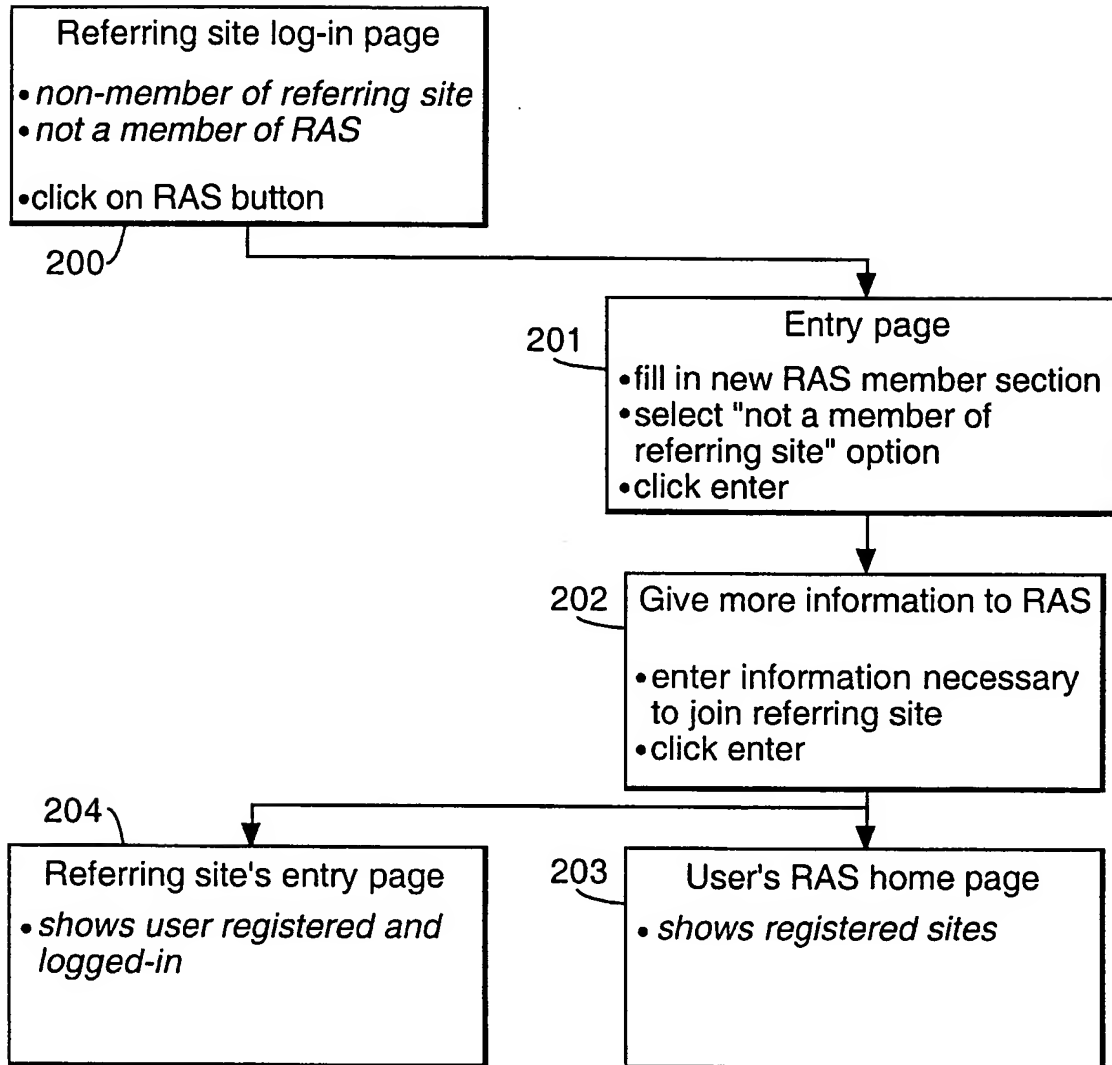 Referring site log-in page
•non-member of referring site
•not a member of RAS
•click on RAS button
200
201
Entry page
•fill in new RAS member section
•select "not a member of
referring site" option
•click enter
202
Give more information to RAS
•enter information necessary
to join referring site
•click enter
204
Referring site's entry page
• shows user registered and
logged-in
203
User's RAS home page
• shows registered sites